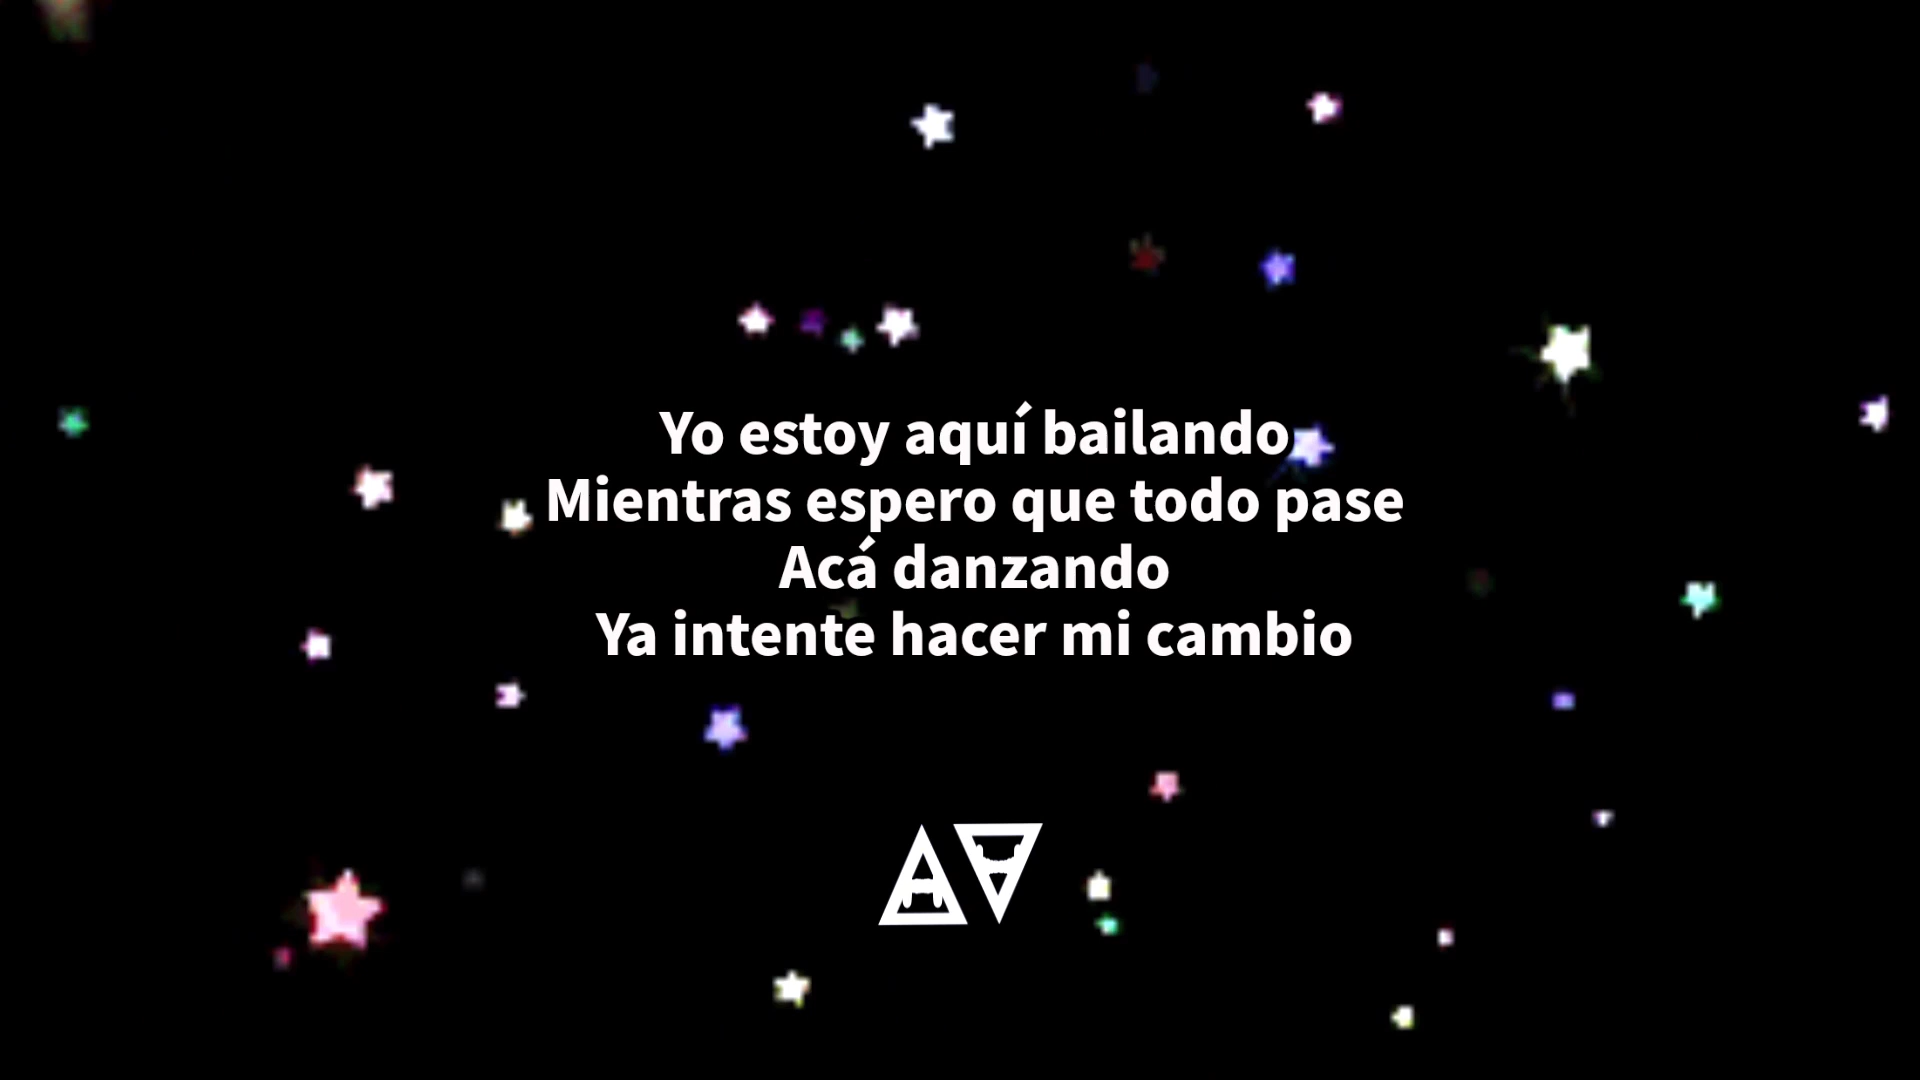 Yo estoy aquí bailando
Mientras espero que todo pase
Acá danzando
Ya intente hacer mi cambio